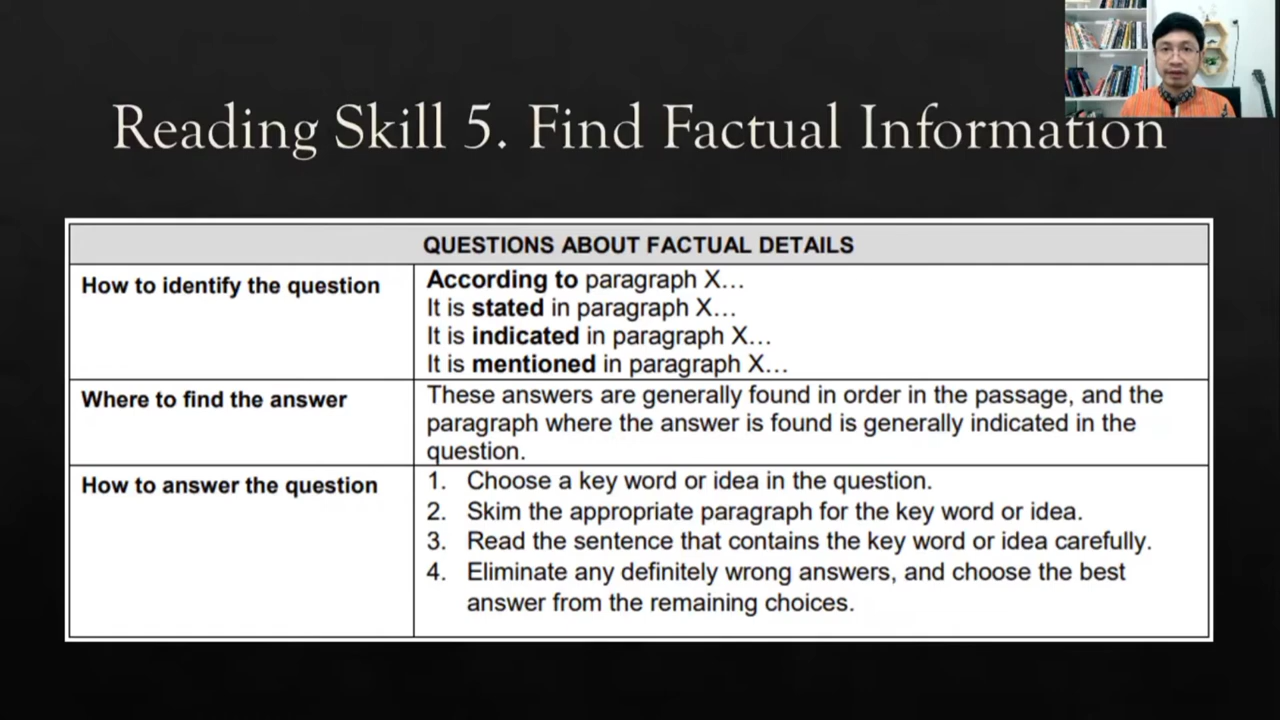 Reading Skill 5. Find Factual Information
QUESTIONS ABOUT FACTUAL DETAILS
How to identify the question
According to paragraph X…
It is stated in paragraph X…
It is indicated in paragraph X…
It is mentioned in paragraph X…
Where to find the answer
These answers are generally found in order in the passage, and the
paragraph where the answer is found is generally indicated in the
question.
How to answer the question
1. Choose a key word or idea in the question.
2. Skim the appropriate paragraph for the key word or idea.
3. Read the sentence that contains the key word or idea carefully.
4. Eliminate any definitely wrong answers, and choose the best
answer from the remaining choices.